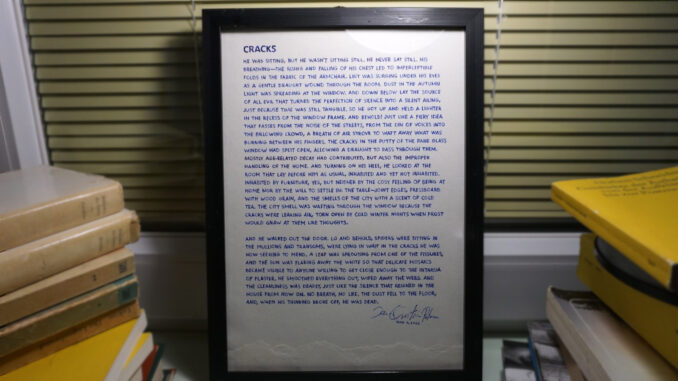 CRACKS
HE WAS SITTING, BUT HE WASN'T SITTING STILL. HE NEVER SAT STILL. HIS
BREATHING—THE RISING AND FALLING OF HIS CHEST LED TO IMPERCEPTIBLE
FOLDS IN THE FABRIC OF THE ARMCHAIR. LINT WAS SURGING UNDER HIS EYES
AS A GENTLE DRAUGHT WOUND THROUGH THE ROOM. DUST IN THE AUTUMN
LIGHT WAS SPREADING AT THE WINDOW. AND DOWN BELOW LAY THE SOURCE
OF ALL EVIL THAT TURNED THE PERFECTION OF SILENCE INTO A SILENT AILING,
JUST BECAUSE TIME WAS STILL TANGIBLE. SO HE GOT UP AND HELD A LIGHTER
IN THE RECESS OF THE WINDOW FRAME. AND BEHOLD! JUST LIKE A FIERY IDEA
THAT PASSES FROM THE NOISE OF THE STREETS, FROM THE DIN OF VOICES INTO
THE FALLOWING CROWD, A BREATH OF AIR STROVE TO WAFT AWAY WHAT WAS
BURNING BETWEEN HIS FINGERS. THE CRACKS IN THE PUTTY OF THE PANE GLASS
WINDOW HAD SPLIT OPEN, ALLOWING A DRAUGHT TO PASS THROUGH THEM.
MOSTLY AGE-RELATED DECAY HAD CONTRIBUTED, BUT ALSO THE IMPROPER
HANDLING OF THE HOME. AND TURNING ON HIS HEEL, HE LOOKED AT THE
ROOM THAT LAY BEFORE HIM AS USUAL, INHABITED AND YET NOT INHABITED.
INHABITED BY FURNITURE, YES, BUT NEITHER BY THE COSY FEELING OF BEING AT
HOME NOR BY THE WILL TO SETTLE IN. THE TABLE—JOINT EDGES, PRESSBOARD
WITH WOOD GRAIN, AND THE SMELLS OF THE CITY WITH A SCENT OF COLD
TEA. THE CITY SMELL WAS WAFTING THROUGH THE WINDOW BECAUSE THE
CRACKS WERE LEAKING AIR, TORN OPEN BY COLD WINTER NIGHTS WHEN FROST
WOULD GNAW AT THEM LIKE THOUGHTS.
AND HE WALKED OUT THE DOOR. LO AND BEHOLD, SPIDERS WERE SITTING IN
THE MULLIONS AND TRANSOMS, WERE LYING IN WAIT IN THE CRACKS HE WAS
NOW SEEING TO MEND. A LEAF WAS SPROUTING FROM ONE OF THE FISSURES,
AND THE SUN WAS FLAKING AWAY THE WHITE SO THAT DELICATE MOSAICS
BECAME VISIBLE TO ANYONE WILLING TO GET CLOSE ENOUGH TO THE INTARSIA
OF PLASTER. HE SMOOTHED EVERYTHING OUT, WIPED AWAY THE WEBS. AND
THE CLEANLINESS WAS DEADLY, JUST LIKE THE SILENCE THAT REIGNED IN THE
HOUSE FROM NOW ON. NO BREATH, NO LIFE. THE DUST FELL TO THE FLOOR,
AND, WHEN HIS THINKING BROKE OFF, HE WAS DEAD.